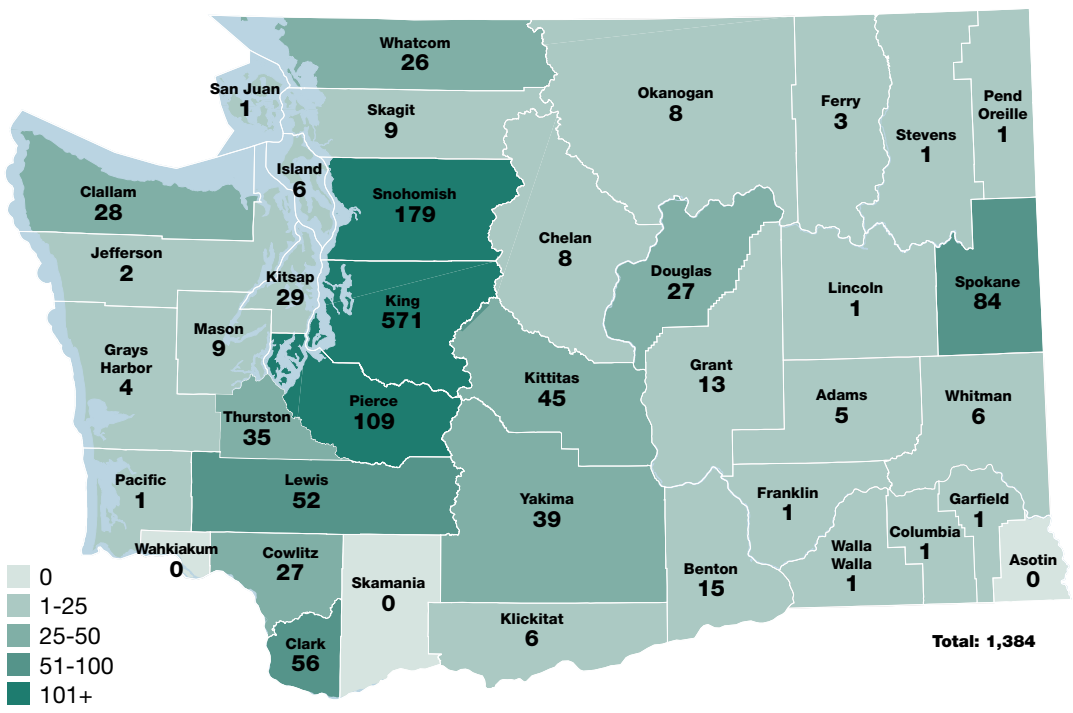 Whatcom
26
San Juan
1
Skagit
9
Okanogan
8
Ferry
3
Stevens
1
Pend
Oreille
1
Island
6
Snohomish
179
Clallam
28
Jefferson
2
Chelan
8
Kitsap
29
King
571
Douglas
27
Lincoln
1
Spokane
84
Mason
9
Grays
Harbor
4
Kittitas
45
Grant
13
Adams
5
Whitman
6
Thurston
35
Pierce
109
Pacific
1
Lewis
52
Yakima
39
Franklin
1
Garfield
1
Columbia
1
Walla
Walla
1
Asotin
0
Wahkiakum
0
Cowlitz
27
Skamania
0
Benton
15
Klickitat
6
Clark
56
0
1-25
25-50
51-100
101+
Total: 1,384